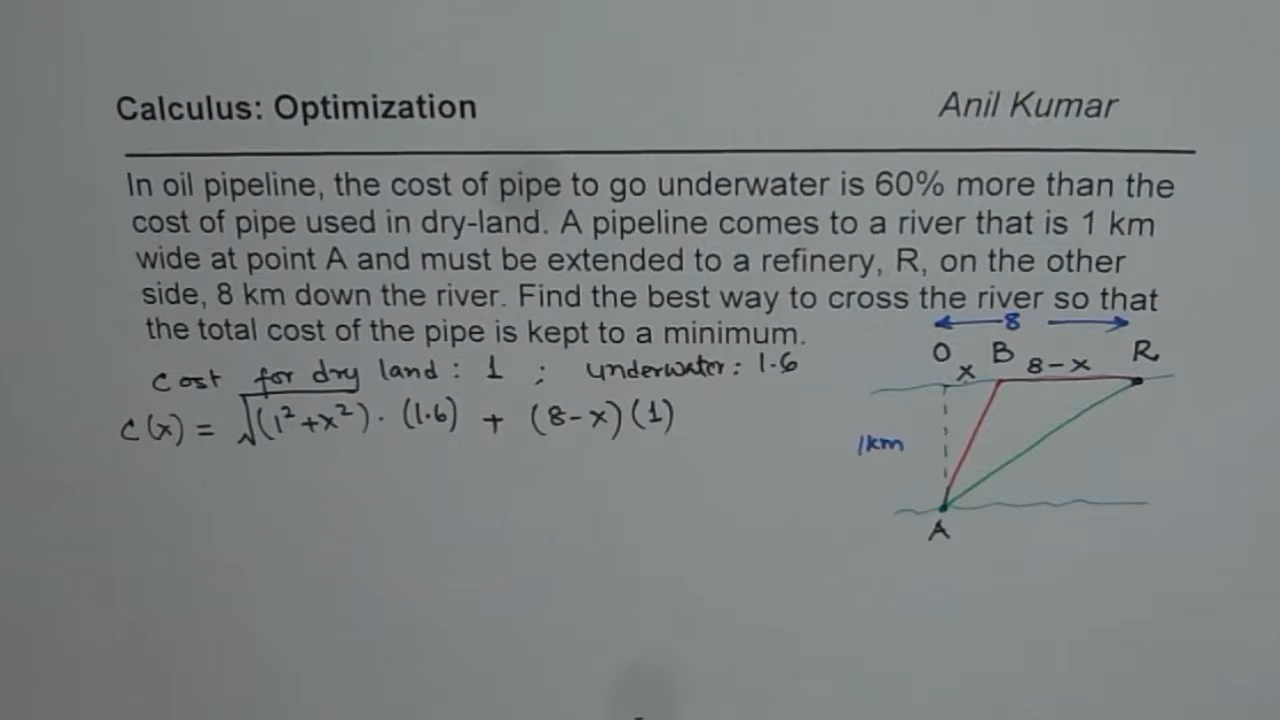 Calculus: Optimization
Anil Kumar
In oil pipeline, the cost of pipe to go underwater is 60% more than the
cost of pipe used in dry-land. A pipeline comes to a river that is 1 km
wide at point A and must be extended to a refinery, R, on the other
side, 8 km down the river. Find the best way to cross the river so that
the total cost of the pipe is kept to a minimum.
cost for dry land: 1 ; underwater: 1.6
C(x) = √(1²+x²) · (1.6) + (8-x)(1)
8
O B R
x 8-x
1km
A